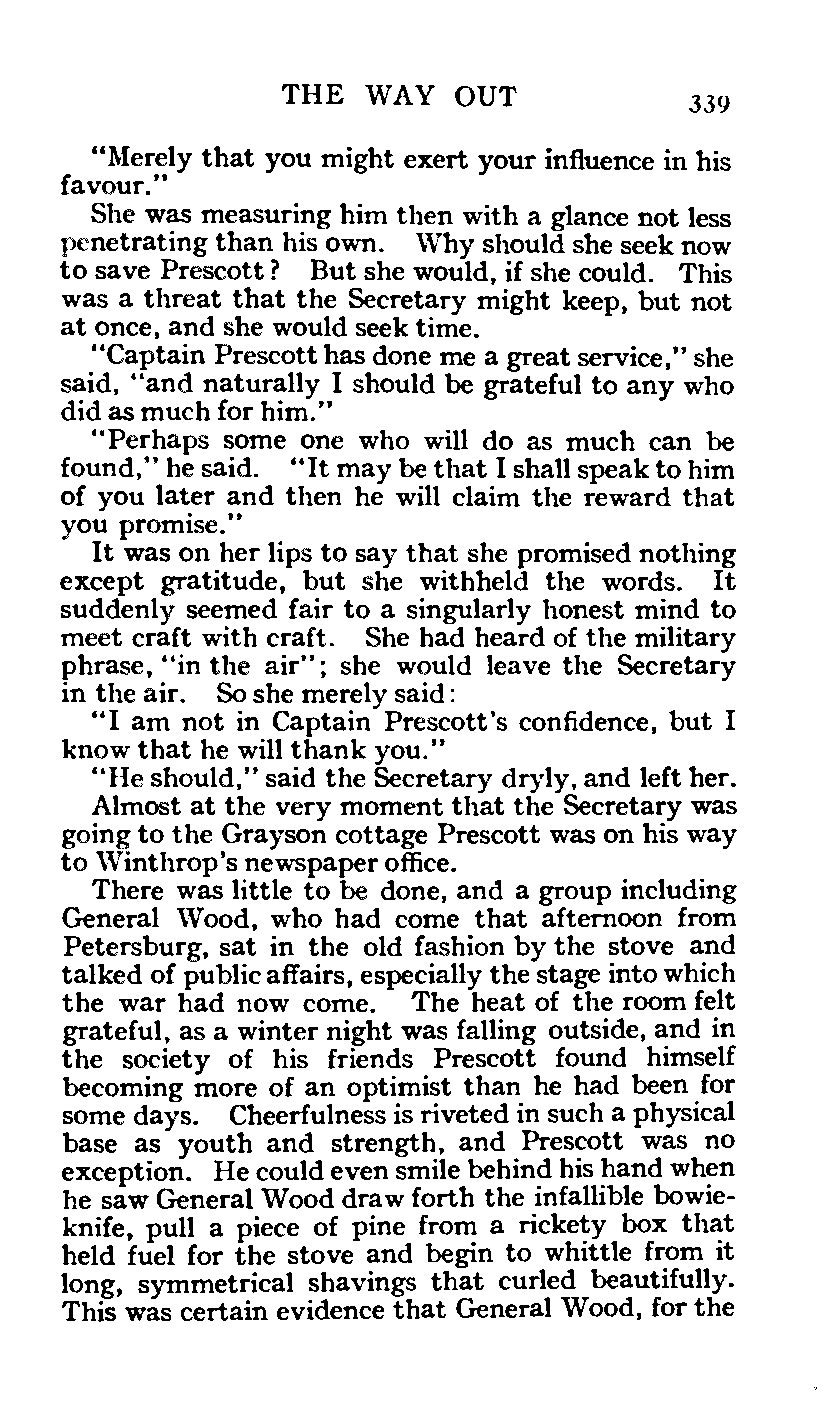 THE WAY OUT 339
“Merely that you might exert your influence in his
favour.”
She was measuring him then with a glance not less
penetrating than his own. Why should she seek now
to save Prescott? But she would, if she could. This
was a threat that the Secretary might keep, but not
at once, and she would seek time.
“Captain Prescott has done me a great service,” she
said, “and naturally I should be grateful to any who
did as much for him.”
“Perhaps some one who will do as much can be
found,” he said. “It may be that I shall speak to him
of you later and then he will claim the reward that
you promise.”
It was on her lips to say that she promised nothing
except gratitude, but she withheld the words. It
suddenly seemed fair to a singularly honest mind to
meet craft with craft. She had heard of the military
phrase, “in the air”; she would leave the Secretary
in the air. So she merely said:
“I am not in Captain Prescott’s confidence, but I
know that he will thank you.”
“He should,” said the Secretary dryly, and left her.
Almost at the very moment that the Secretary was
going to the Grayson cottage Prescott was on his way
to Winthrop’s newspaper office.
There was little to be done, and a group including
General Wood, who had come that afternoon from
Petersburg, sat in the old fashion by the stove and
talked of public affairs, especially the stage into which
the war had now come. The heat of the room felt
grateful, as a winter night was falling outside, and in
the society of his friends Prescott found himself
becoming more of an optimist than he had been for
some days. Cheerfulness is riveted in such a physical
base as youth and strength, and Prescott was no
exception. He could even smile behind his hand when
he saw General Wood draw forth the infallible bowie-
knife, pull a piece of pine from a rickety box that
held fuel for the stove and begin to whittle from it
long, symmetrical shavings that curled beautifully.
This was certain evidence that General Wood, for the